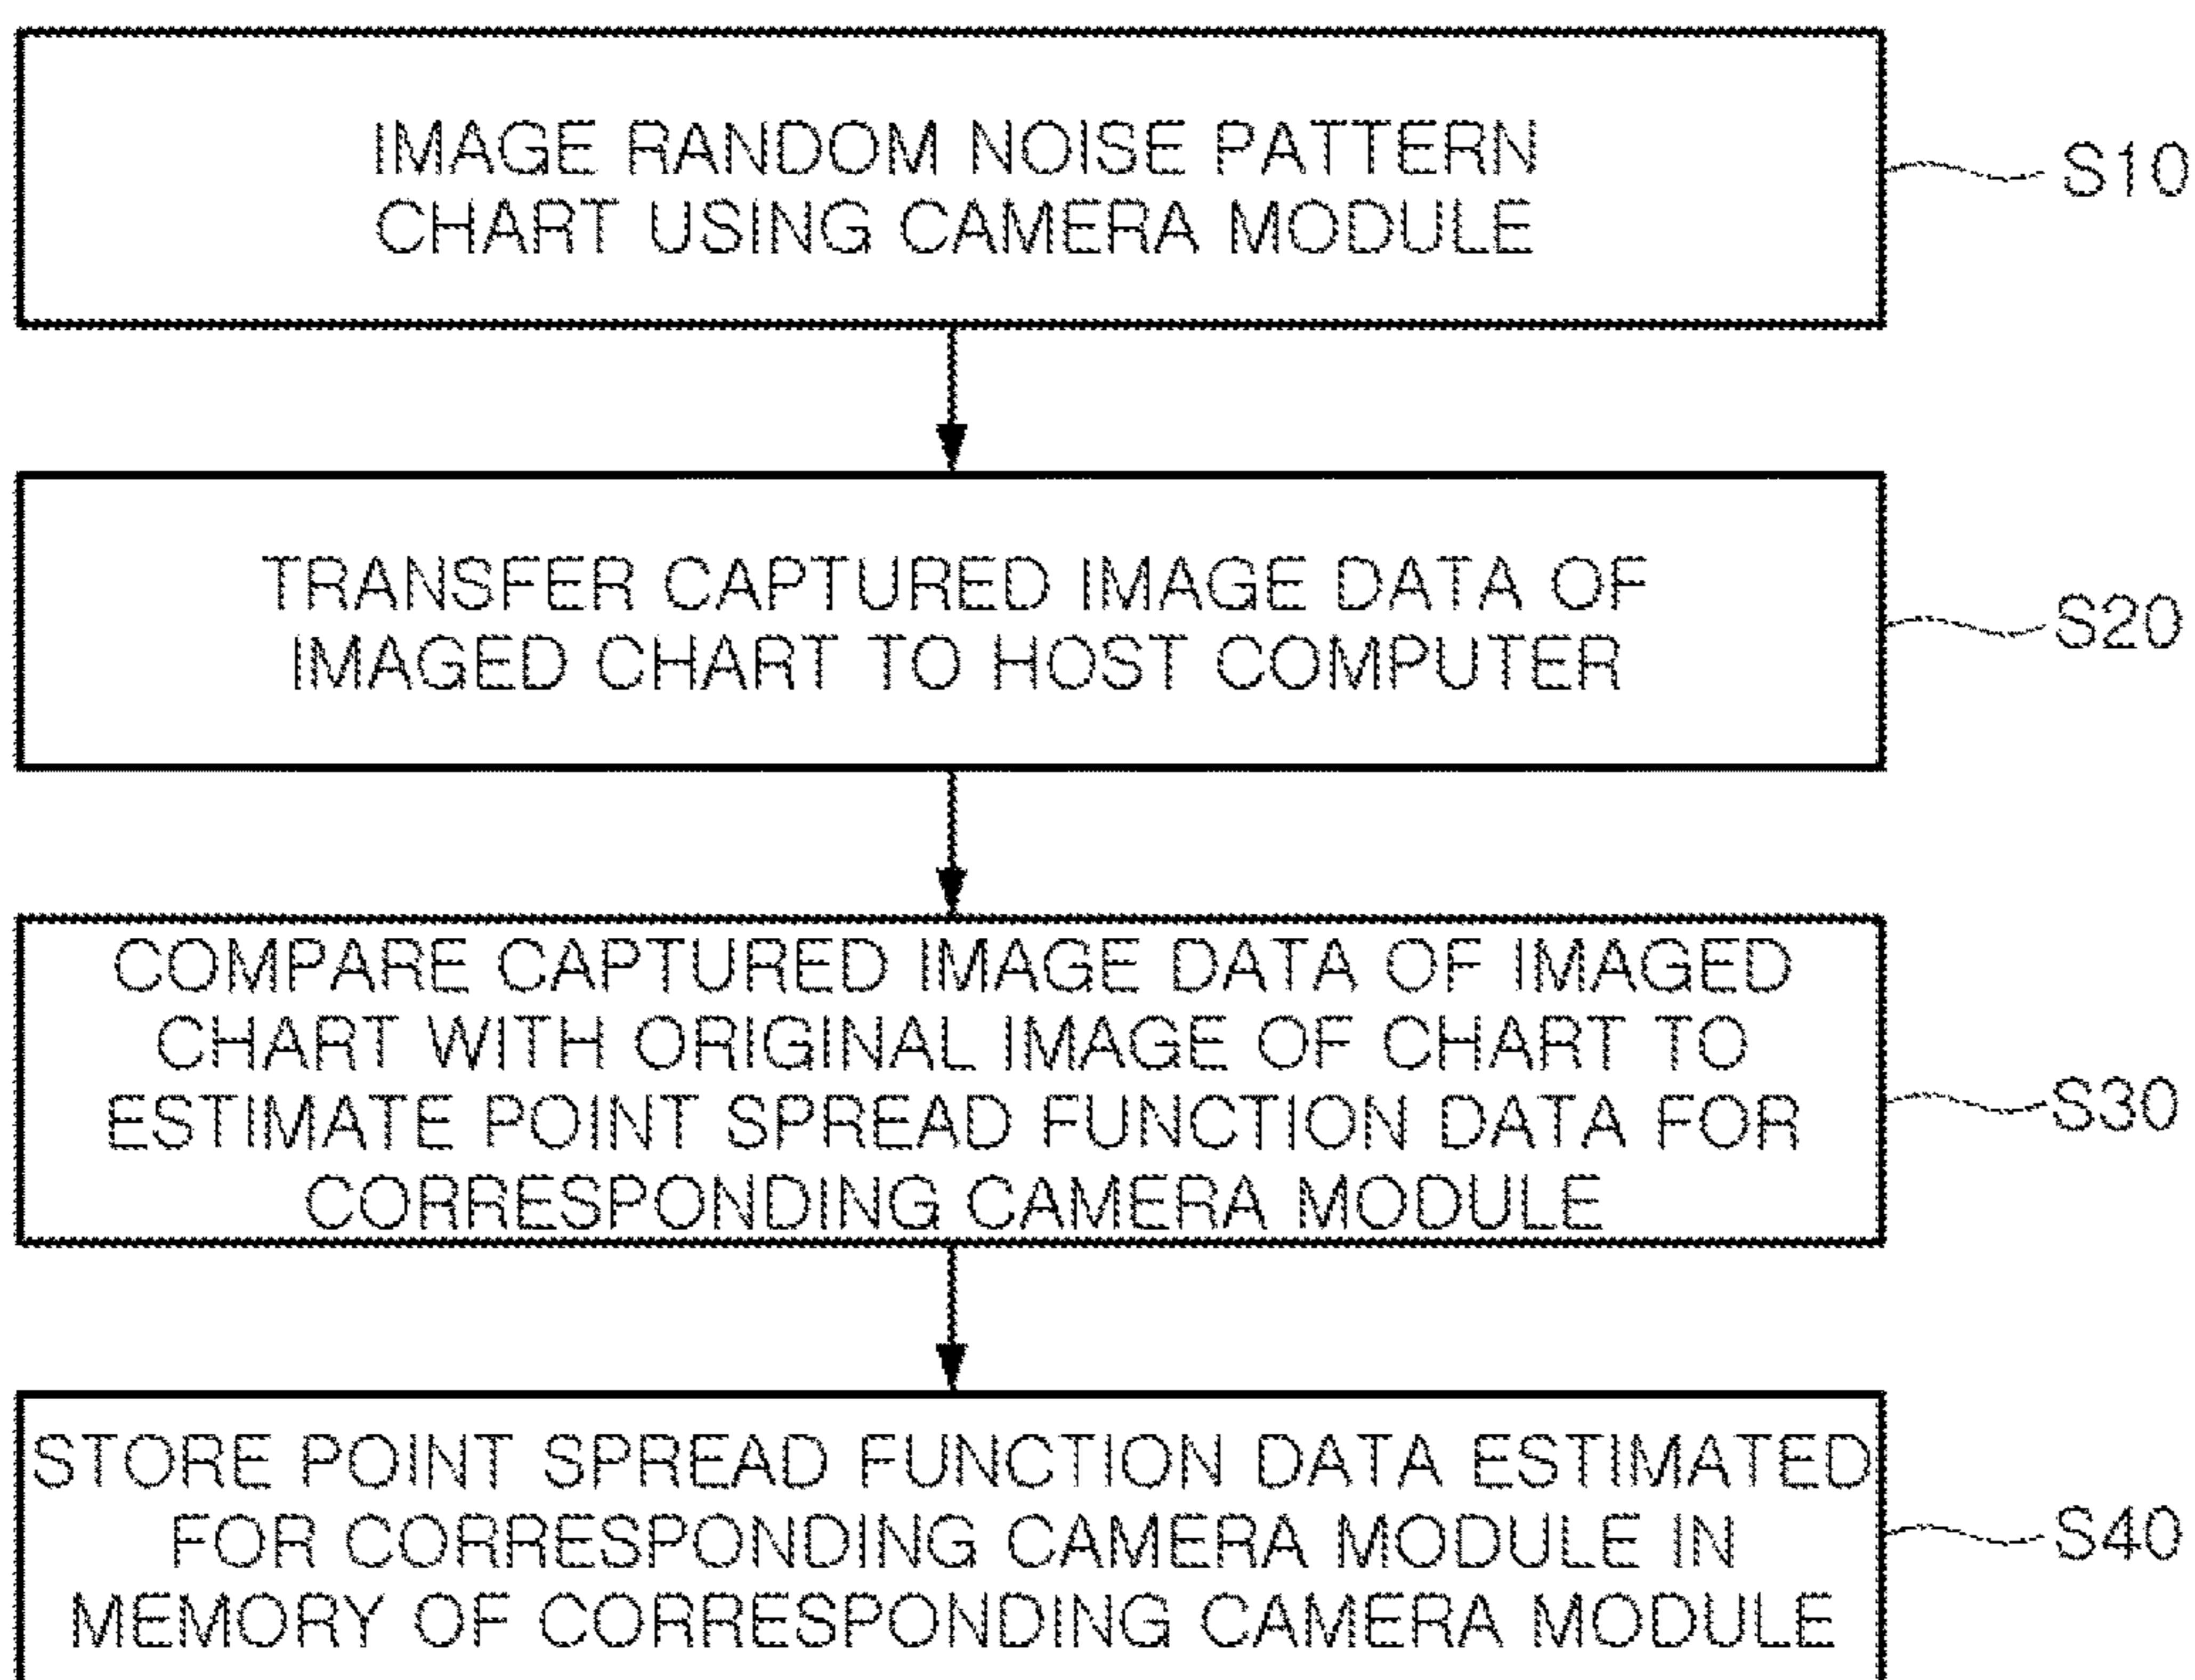 IMAGE RANDOM NOISE PATTERN
CHART USING CAMERA MODULE
S10
TRANSFER CAPTURED IMAGE DATA OF
IMAGED CHART TO HOST COMPUTER
S20
COMPARE CAPTURED IMAGE DATA OF IMAGED
CHART WITH ORIGINAL IMAGE OF CHART TO
ESTIMATE POINT SPREAD FUNCTION DATA FOR
CORRESPONDING CAMERA MODULE
S30
STORE POINT SPREAD FUNCTION DATA ESTIMATED
FOR CORRESPONDING CAMERA MODULE IN
MEMORY OF CORRESPONDING CAMERA MODULE
S40